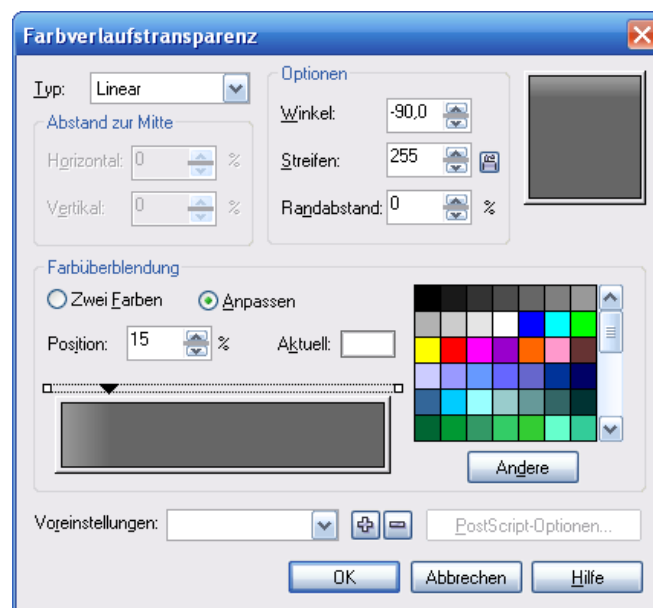 Farbverlaufstransparenz
Typ: Linear
Abstand zur Mitte
Horizontal: 0 %
Vertikal: 0 %
Optionen
Winkel: -90,0
Streifen: 255
Randabstand: 0 %
Farbüberblendung
Zwei Farben Anpassen
Position: 15 % Aktuell:
Andere
Voreinstellungen: PostScript-Optionen...
OK Abbrechen Hilfe